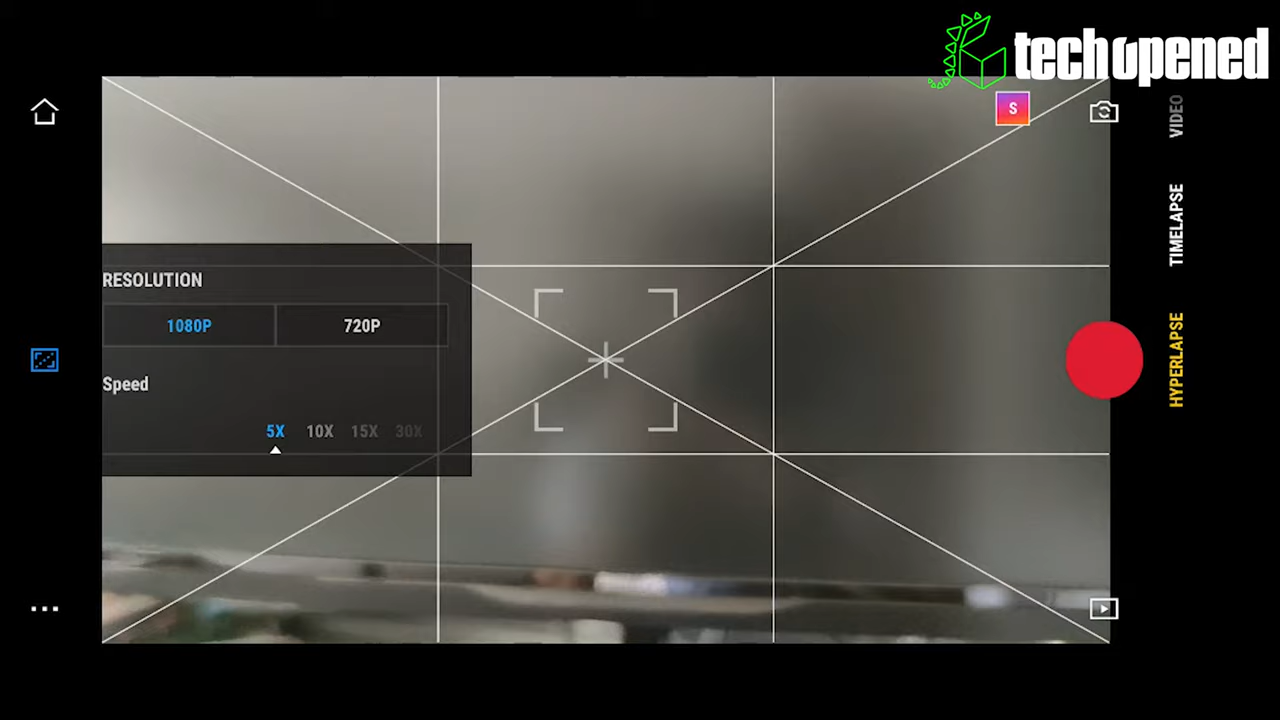 techopened
S
VIDEO
TIMELAPSE
HYPERLAPSE
RESOLUTION
1080P 720P
Speed
5X 10X 15X 30X